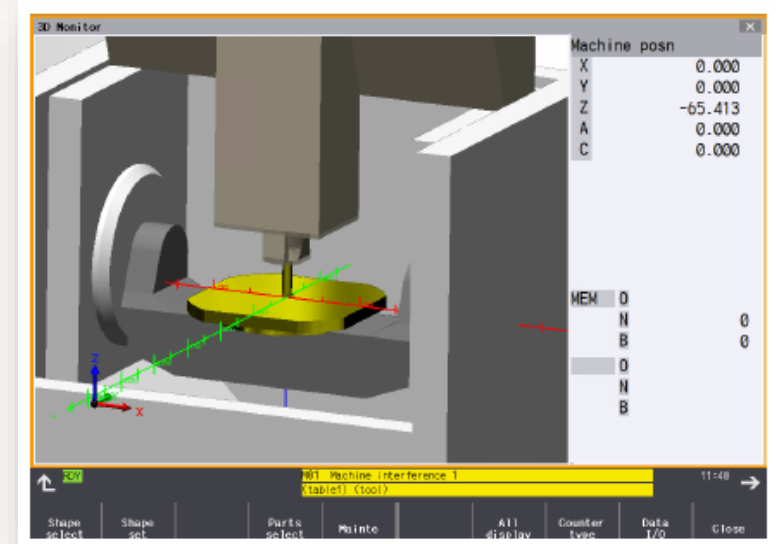 3D Monitor
Machine posn
X 0.000
Y 0.000
Z -65.413
A 0.000
C 0.000
MEM O
N 0
B 0
O
N
B
Z
X
RDY
M01 Machine interference 1
(table1) (tool)
11:40
Shape select
Shape set
Parts select
Mainte
All display
Counter type
Data I/O
Close